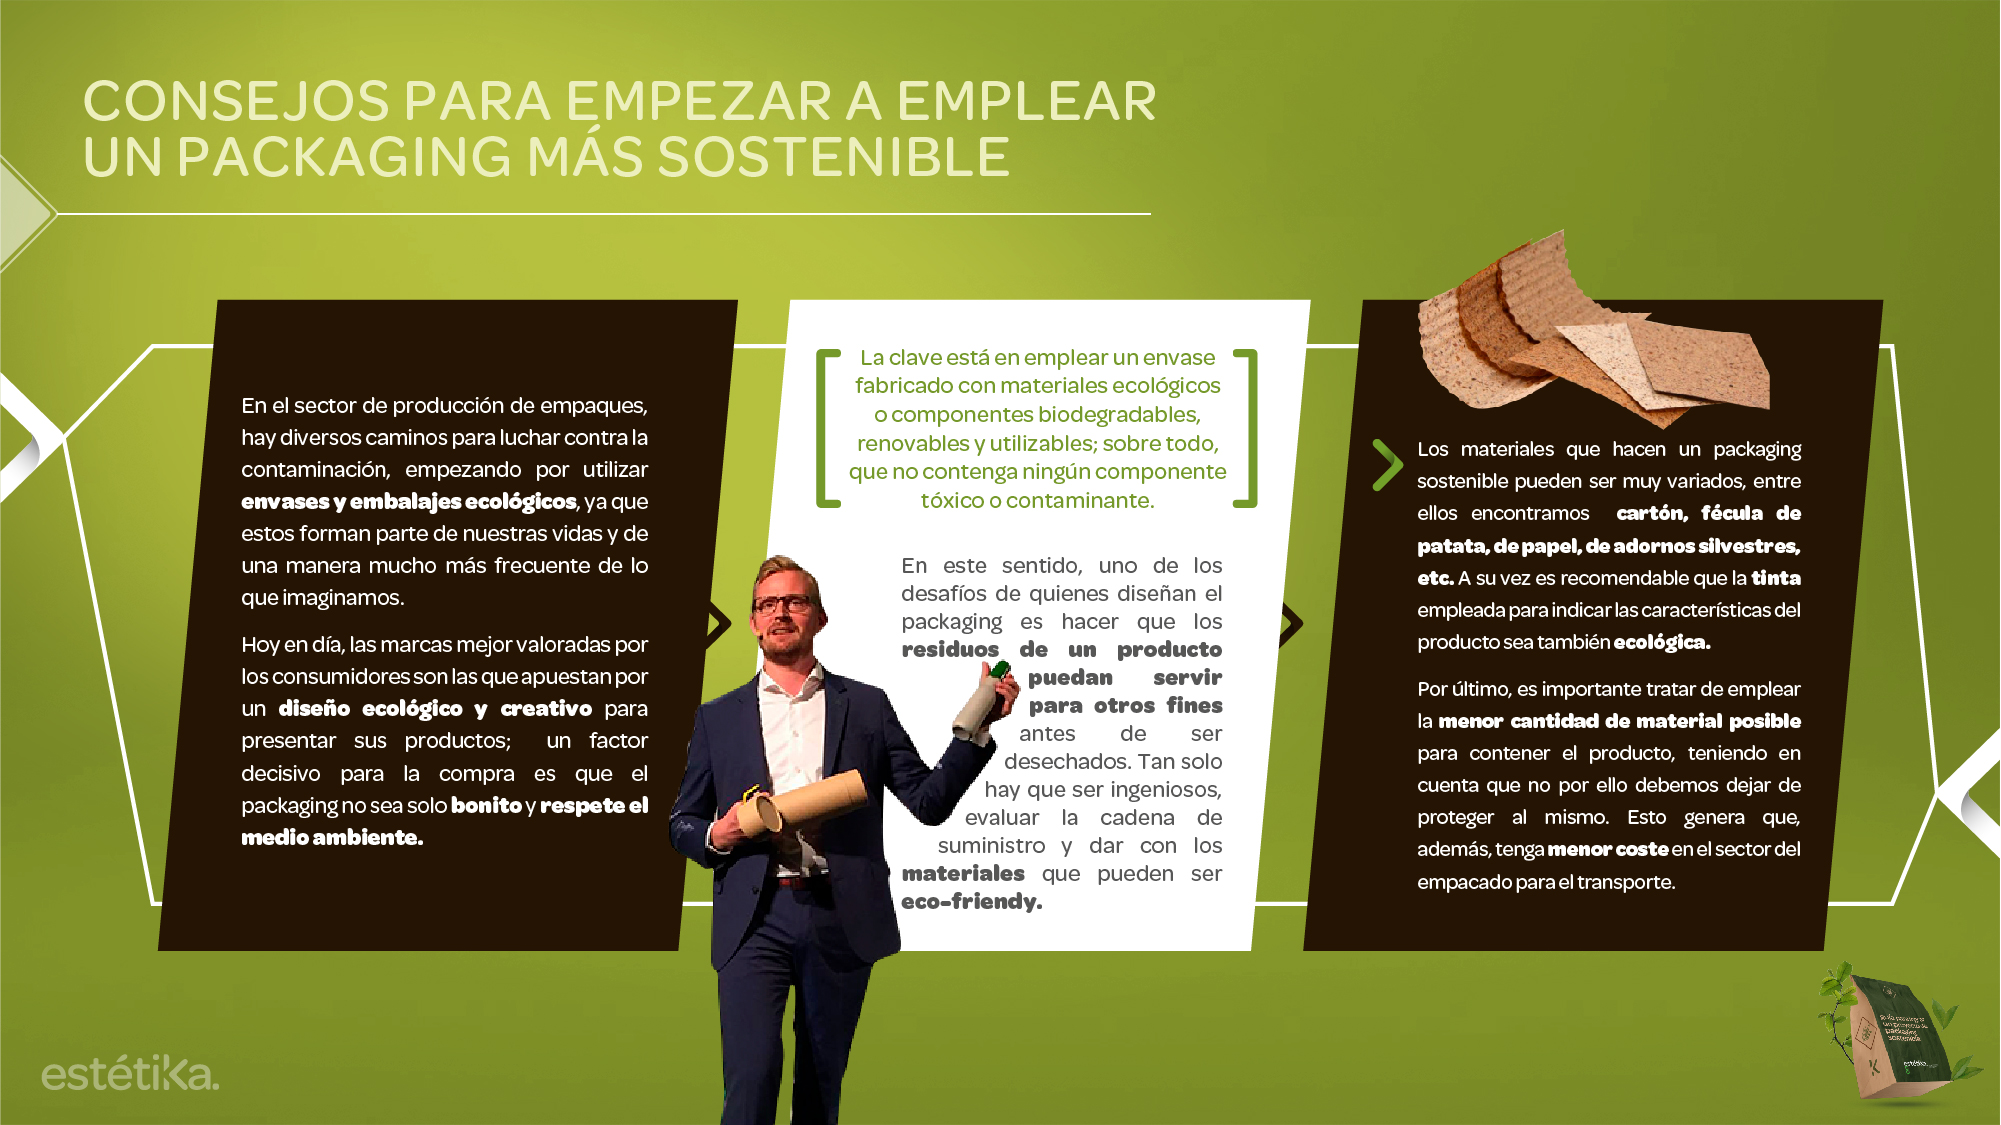 CONSEJOS PARA EMPEZAR A EMPLEAR
UN PACKAGING MÁS SOSTENIBLE
En el sector de producción de empaques,
hay diversos caminos para luchar contra la
contaminación, empezando por utilizar
envases y embalajes ecológicos, ya que
estos forman parte de nuestras vidas y de
una manera mucho más frecuente de lo
que imaginamos.
Hoy en día, las marcas mejor valoradas por
los consumidores son las que apuestan por
un diseño ecológico y creativo para
presentar sus productos; un factor
decisivo para la compra es que el
packaging no sea solo bonito y respete el
medio ambiente.
La clave está en emplear un envase
fabricado con materiales ecológicos
o componentes biodegradables,
renovables y utilizables; sobre todo,
que no contenga ningún componente
tóxico o contaminante.
En este sentido, uno de los
desafíos de quienes diseñan el
packaging es hacer que los
residuos de un producto
puedan servir
para otros fines
antes de ser
desechados. Tan solo
hay que ser ingeniosos,
evaluar la cadena de
suministro y dar con los
materiales que pueden ser
eco-friendy.
Los materiales que hacen un packaging
sostenible pueden ser muy variados, entre
ellos encontramos cartón, fécula de
patata, de papel, de adornos silvestres,
etc. A su vez es recomendable que la tinta
empleada para indicar las características del
producto sea también ecológica.
Por último, es importante tratar de emplear
la menor cantidad de material posible
para contener el producto, teniendo en
cuenta que no por ello debemos dejar de
proteger al mismo. Esto genera que,
además, tenga menor coste en el sector del
empacado para el transporte.
estétika.
packaging
sostenible
estétika.